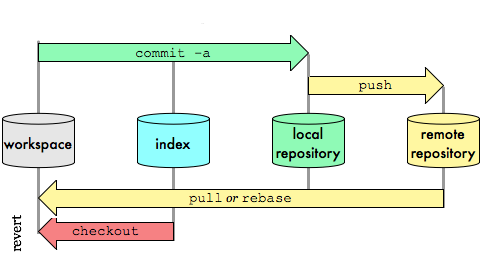 commit -a
push
workspace
index
local
repository
remote
repository
pull or rebase
checkout
revert